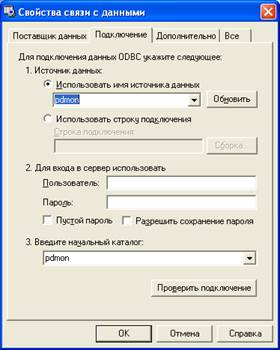 Свойства связи с данными
Поставщик данных Подключение Дополнительно Все
Для подключения данных ODBC укажите следующее:
1. Источник данных:
Использовать имя источника данных
pdmon Обновить
Использовать строку подключения
Строка подключения:
Сборка...
2. Для входа в сервер использовать
Пользователь:
Пароль:
Пустой пароль Разрешить сохранение пароля
3. Введите начальный каталог:
pdmon
Проверить подключение
OK Отмена Справка